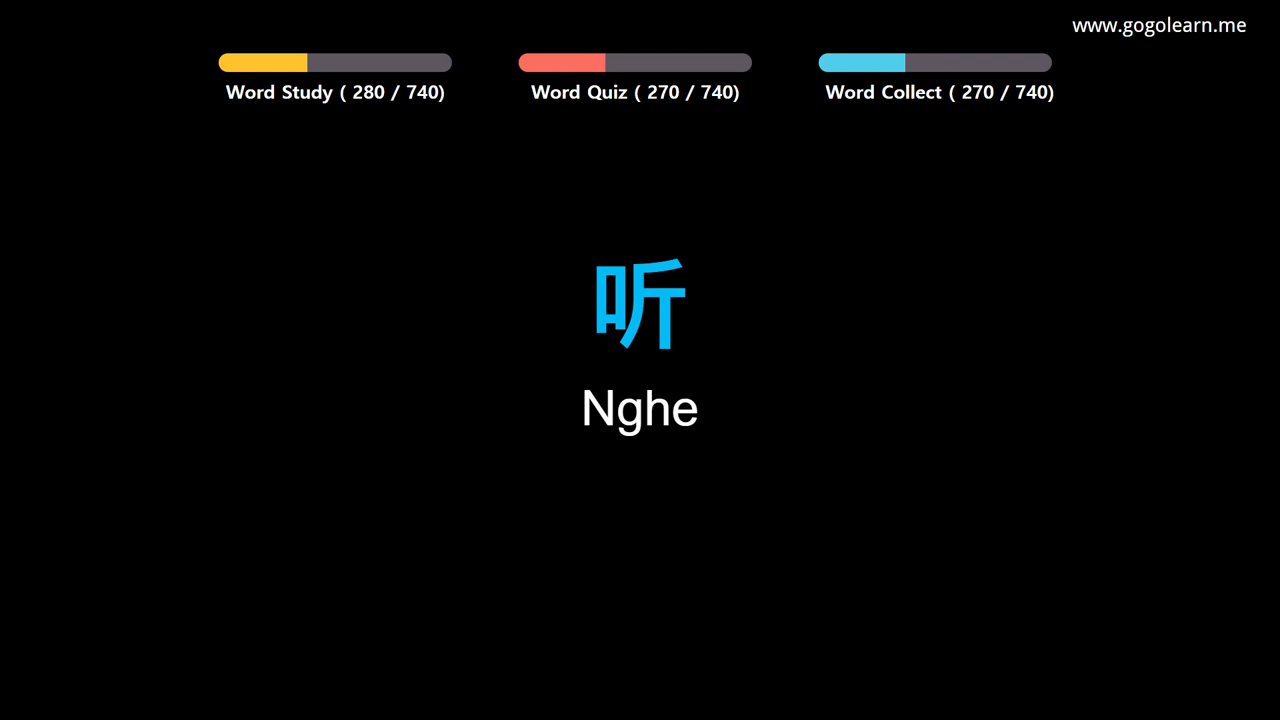 www.gogolearn.me
Word Study ( 280 / 740)
Word Quiz ( 270 / 740)
Word Collect ( 270 / 740)
听
Nghe